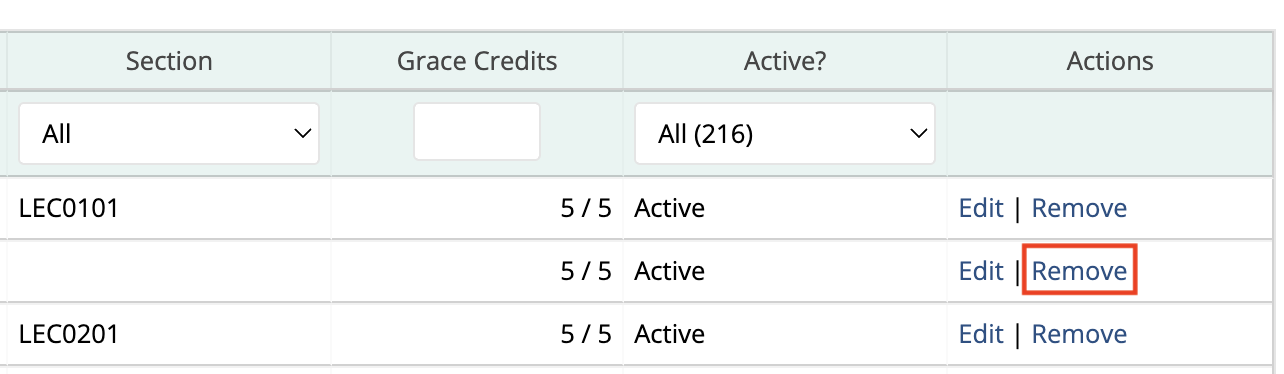 Section Grace Credits Active? Actions
All All (216)
LEC0101 5 / 5 Active Edit | Remove
5 / 5 Active Edit | Remove
LEC0201 5 / 5 Active Edit | Remove